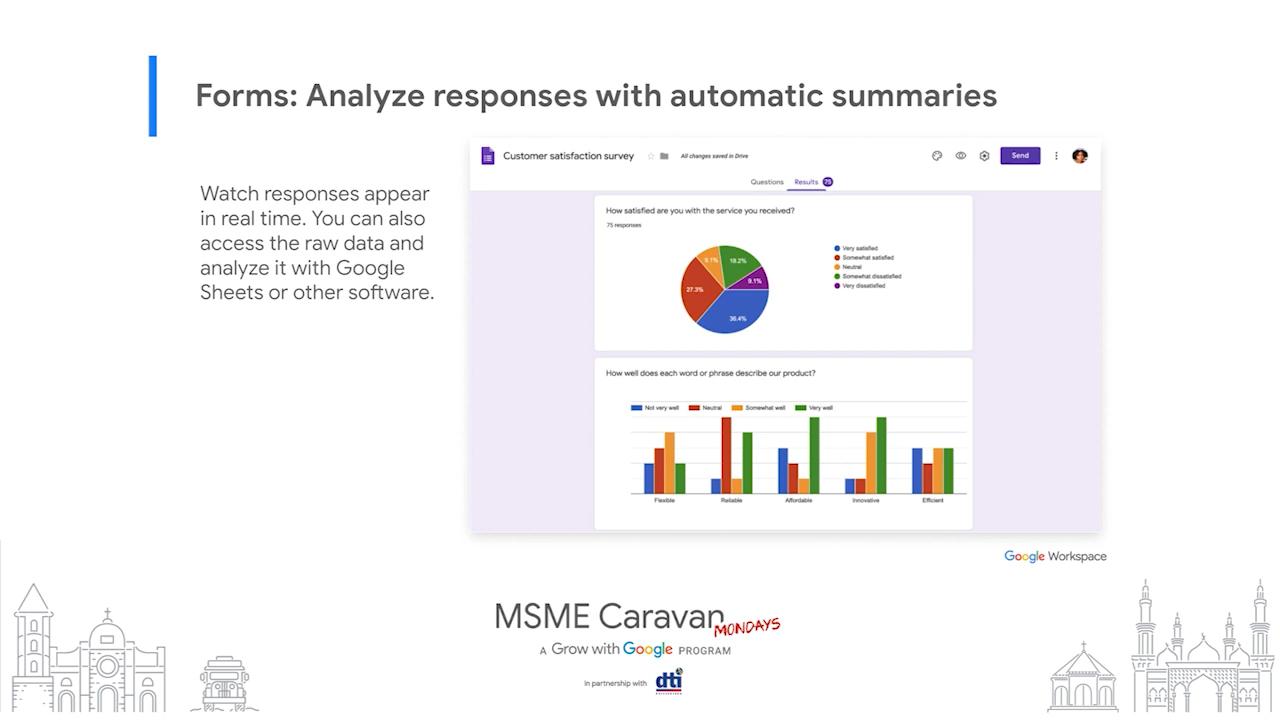 Forms: Analyze responses with automatic summaries
Watch responses appear
in real time. You can also
access the raw data and
analyze it with Google
Sheets or other software.
Customer satisfaction survey
All changes saved in Drive
Send
Questions
Results 75
How satisfied are you with the service you received?
75 responses
9.1%
18.2%
9.1%
27.3%
36.4%
Very satisfied
Somewhat satisfied
Neutral
Somewhat dissatisfied
Very dissatisfied
How well does each word or phrase describe our product?
Not very well
Neutral
Somewhat well
Very well
Flexible
Reliable
Affordable
Innovative
Efficient
Google Workspace
MSME Caravan
MONDAYS
A Grow with Google PROGRAM
in partnership with
dti
PHILIPPINES